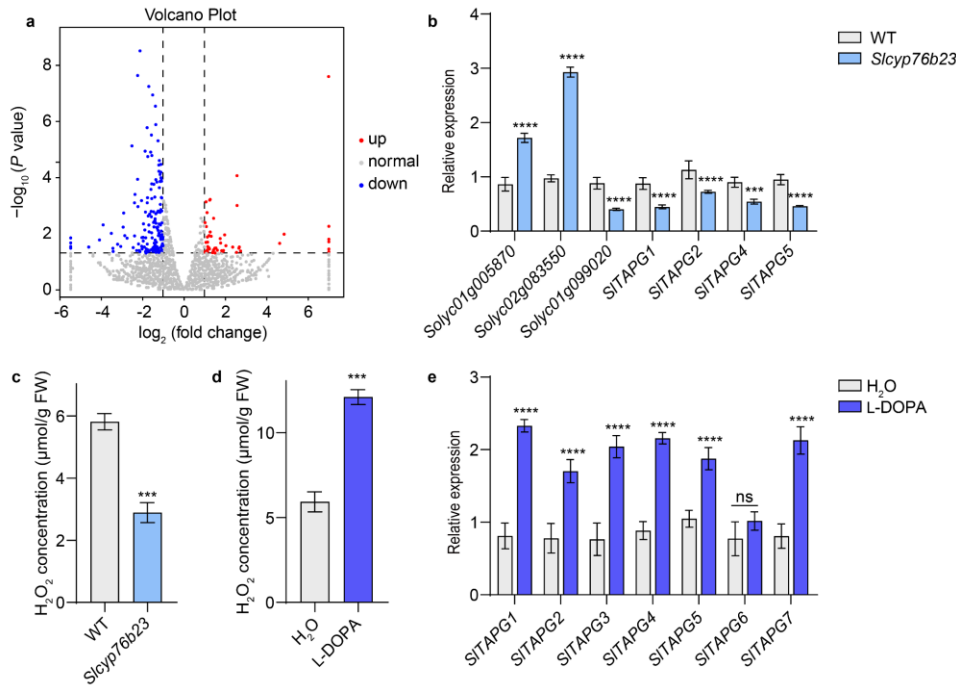 a
Volcano Plot
8
6
4
2
0
-6
-4
-2
0
2
4
6
−log10 (P value)
log2 (fold change)
up
normal
down
b
WT
Slcyp76b23
Relative expression
4
3
2
1
0
****
****
****
****
****
***
****
Solyc01g005870
Solyc02g083550
Solyc01g099020
SlTAPG1
SlTAPG2
SlTAPG4
SlTAPG5
c
H2O2 concentration (μmol/g FW)
6
4
2
0
***
WT
Slcyp76b23
d
H2O2 concentration (μmol/g FW)
12
6
0
***
H2O
L-DOPA
e
H2O
L-DOPA
Relative expression
3
2
1
0
****
****
****
****
****
ns
****
SlTAPG1
SlTAPG2
SlTAPG3
SlTAPG4
SlTAPG5
SlTAPG6
SlTAPG7